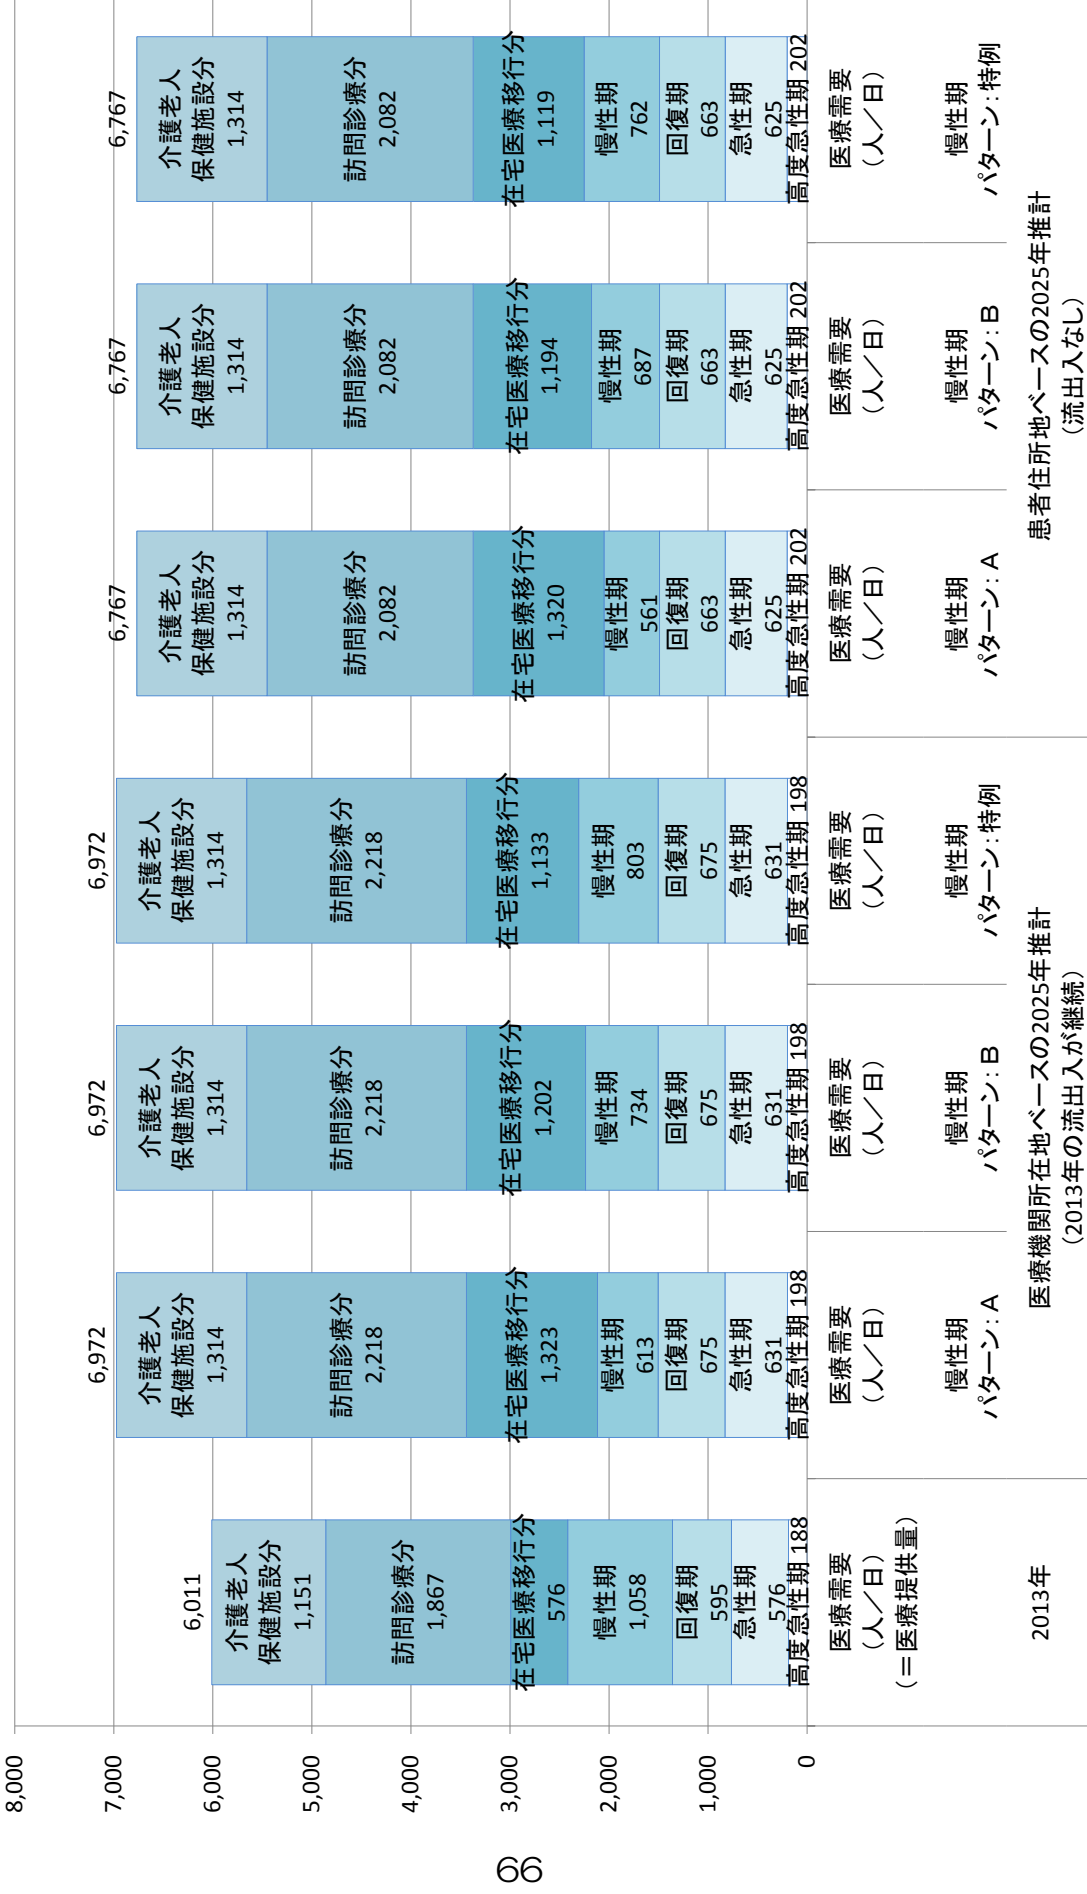 8,000
7,000
6,000
5,000
4,000
3,000
2,000
1,000
0
6,011
介護老人
保健施設分
1,151
訪問診療分
1,867
在宅医療移行分
576
慢性期
1,058
回復期
595
急性期
576
高度急性期 188
医療需要
（人／日）
（＝医療提供量）
2013年
6,972
介護老人
保健施設分
1,314
訪問診療分
2,218
在宅医療移行分
1,323
慢性期
613
回復期
675
急性期
631
高度急性期 198
医療需要
（人／日）
慢性期
パターン：A
6,972
介護老人
保健施設分
1,314
訪問診療分
2,218
在宅医療移行分
1,202
慢性期
734
回復期
675
急性期
631
高度急性期 198
医療需要
（人／日）
慢性期
パターン：B
6,972
介護老人
保健施設分
1,314
訪問診療分
2,218
在宅医療移行分
1,133
慢性期
803
回復期
675
急性期
631
高度急性期 198
医療需要
（人／日）
慢性期
パターン：特例
医療機関所在地ベースの2025年推計
（2013年の流出入が継続）
6,767
介護老人
保健施設分
1,314
訪問診療分
2,082
在宅医療移行分
1,320
慢性期
561
回復期
663
急性期
625
高度急性期 202
医療需要
（人／日）
慢性期
パターン：A
6,767
介護老人
保健施設分
1,314
訪問診療分
2,082
在宅医療移行分
1,194
慢性期
687
回復期
663
急性期
625
高度急性期 202
医療需要
（人／日）
慢性期
パターン：B
6,767
介護老人
保健施設分
1,314
訪問診療分
2,082
在宅医療移行分
1,119
慢性期
762
回復期
663
急性期
625
高度急性期 202
医療需要
（人／日）
慢性期
パターン：特例
患者住所地ベースの2025年推計
（流出入なし）
66